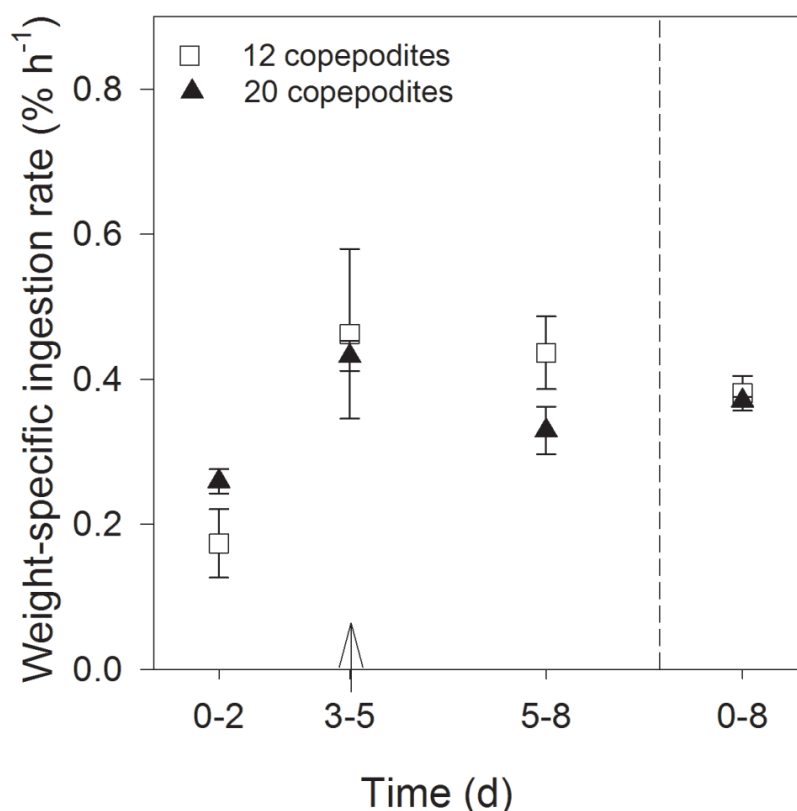 12 copepodites
20 copepodites
Weight-specific ingestion rate (% h⁻¹)
0.8
0.6
0.4
0.2
0.0
0-2 3-5 5-8 0-8
Time (d)